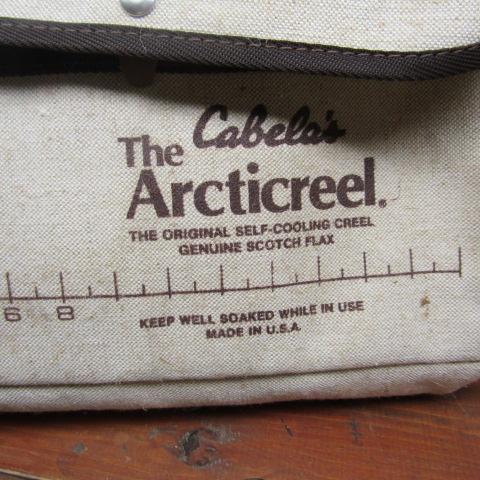 Cabela's
The
Arcticreel.
THE ORIGINAL SELF-COOLING CREEL
GENUINE SCOTCH FLAX
6 8
KEEP WELL SOAKED WHILE IN USE
MADE IN U.S.A.